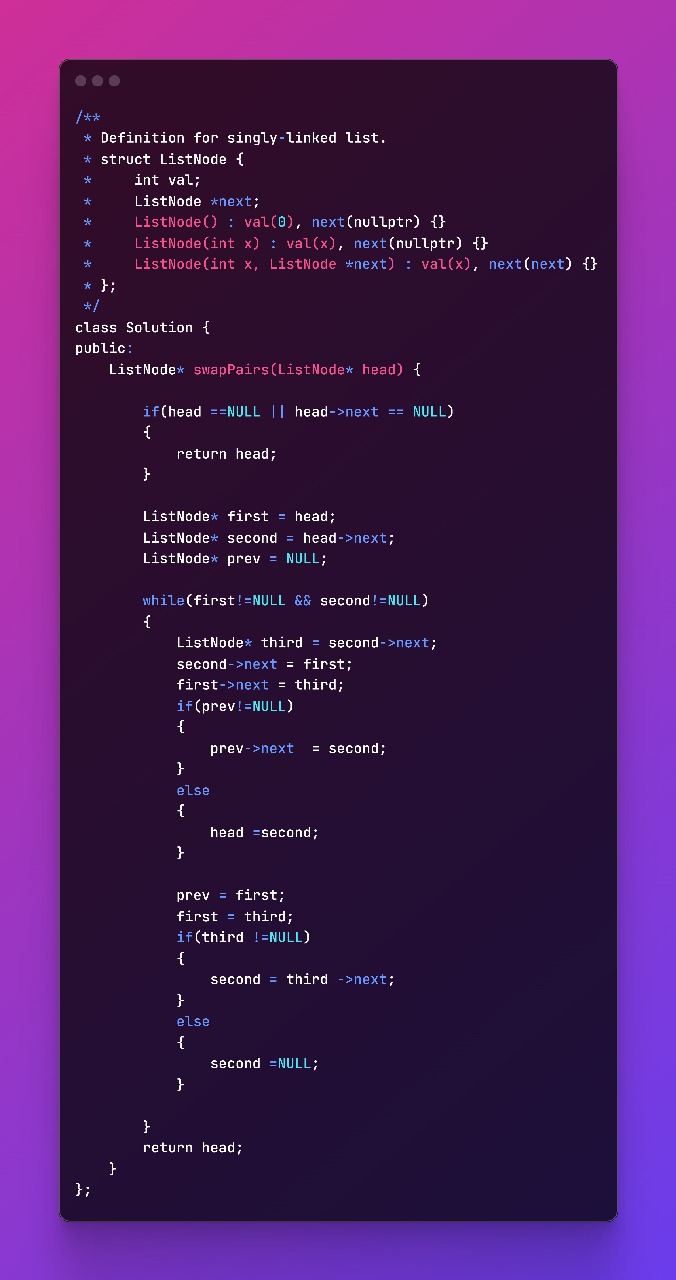 /**
 * Definition for singly-linked list.
 * struct ListNode {
 *     int val;
 *     ListNode *next;
 *     ListNode() : val(0), next(nullptr) {}
 *     ListNode(int x) : val(x), next(nullptr) {}
 *     ListNode(int x, ListNode *next) : val(x), next(next) {}
 * };
 */
class Solution {
public:
    ListNode* swapPairs(ListNode* head) {

        if(head ==NULL || head->next == NULL)
        {
            return head;
        }

        ListNode* first = head;
        ListNode* second = head->next;
        ListNode* prev = NULL;

        while(first!=NULL && second!=NULL)
        {
            ListNode* third = second->next;
            second->next = first;
            first->next = third;
            if(prev!=NULL)
            {
                prev->next  = second;
            }
            else
            {
                head =second;
            }

            prev = first;
            first = third;
            if(third !=NULL)
            {
                second = third ->next;
            }
            else
            {
                second =NULL;
            }

        }
        return head;
    }
};